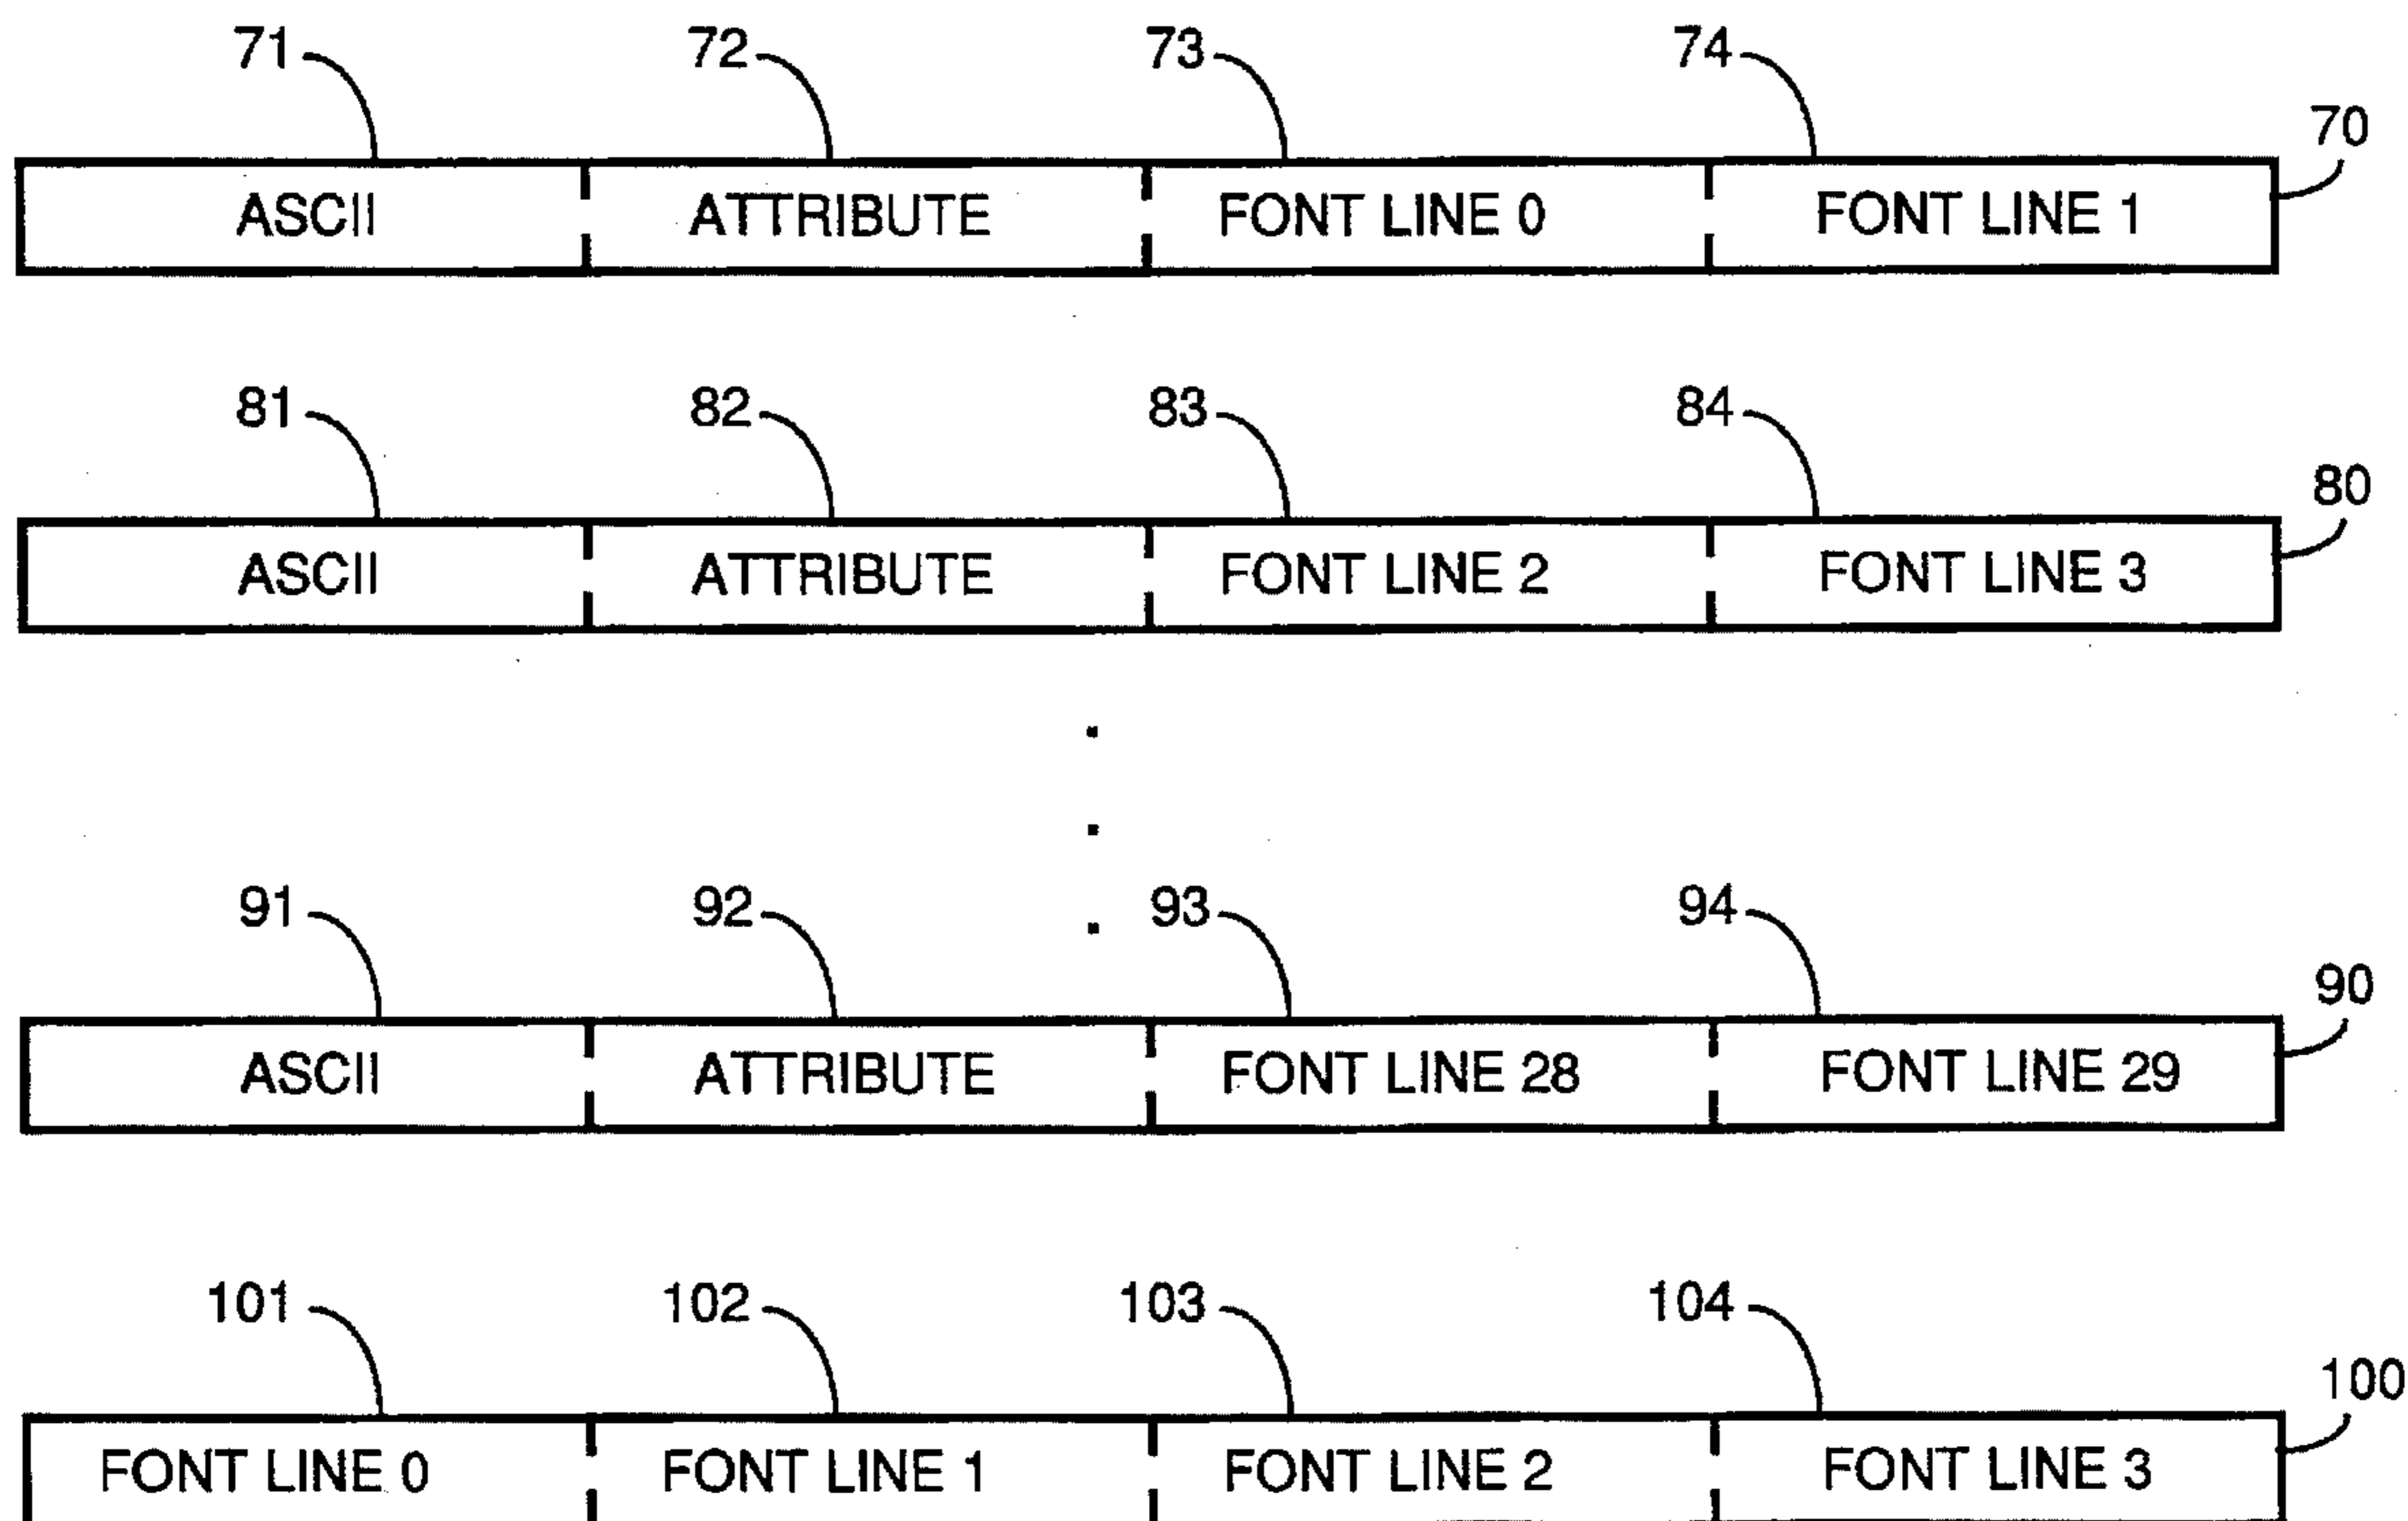 71 72 73 74
70
ASCII ATTRIBUTE FONT LINE 0 FONT LINE 1
81 82 83 84
80
ASCII ATTRIBUTE FONT LINE 2 FONT LINE 3
91 92 93 94
90
ASCII ATTRIBUTE FONT LINE 28 FONT LINE 29
101 102 103 104
100
FONT LINE 0 FONT LINE 1 FONT LINE 2 FONT LINE 3